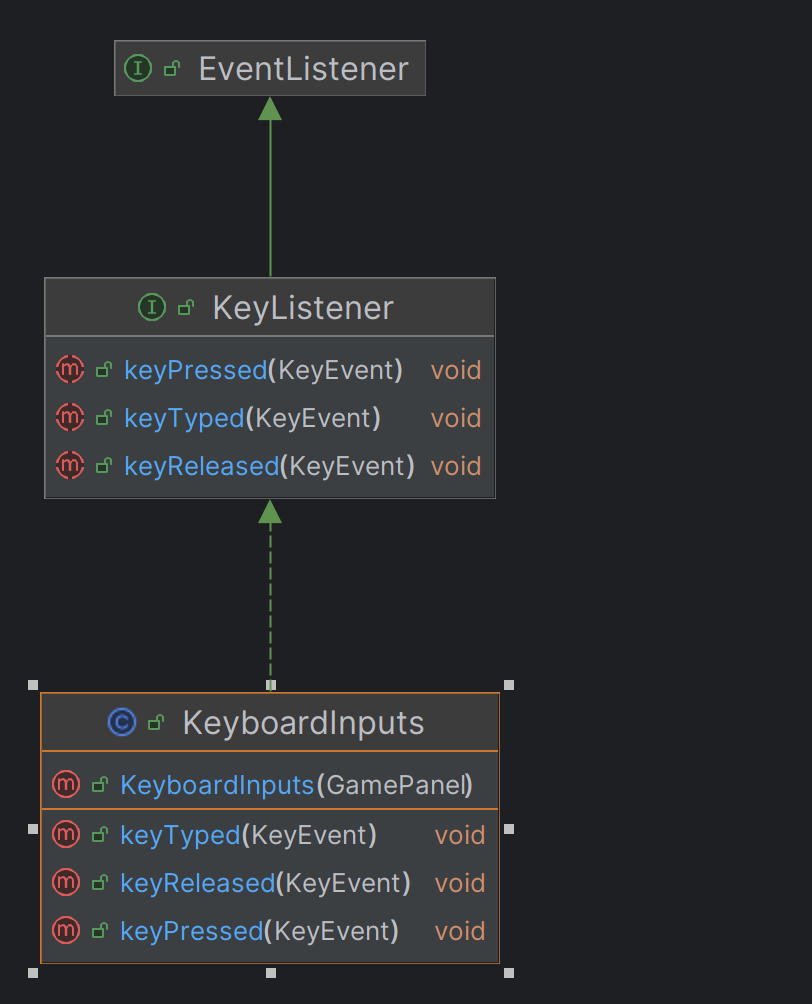 I EventListener
I KeyListener
m keyPressed(KeyEvent) void
m keyTyped(KeyEvent) void
m keyReleased(KeyEvent) void
C KeyboardInputs
m KeyboardInputs(GamePanel)
m keyTyped(KeyEvent) void
m keyReleased(KeyEvent) void
m keyPressed(KeyEvent) void